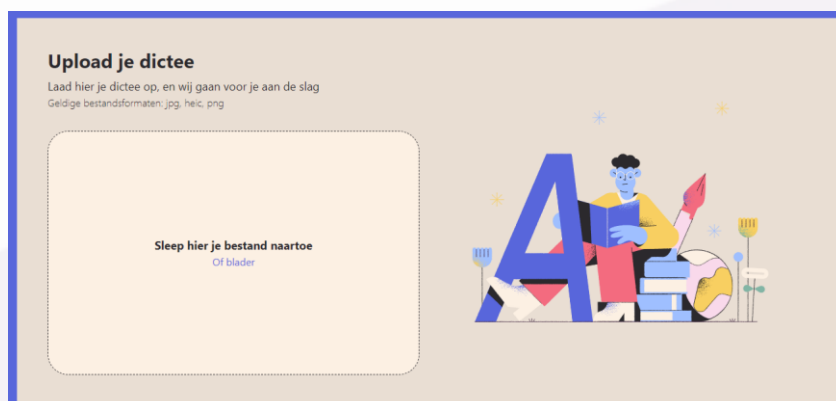 Upload je dictee
Laad hier je dictee op, en wij gaan voor je aan de slag
Geldige bestandsformaten: jpg, heic, png
Sleep hier je bestand naartoe
Of blader
A